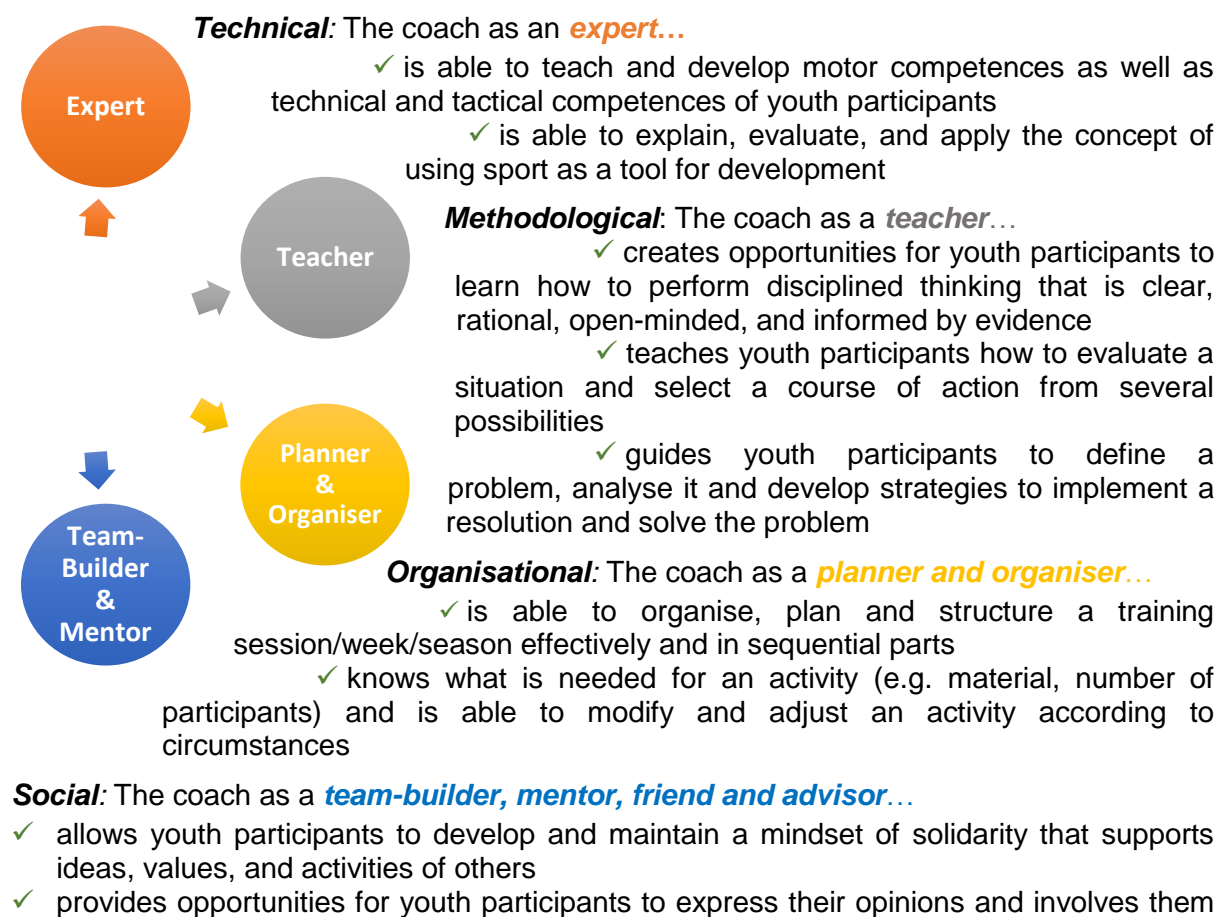 Technical: The coach as an expert…
✓ is able to teach and develop motor competences as well as
technical and tactical competences of youth participants
✓ is able to explain, evaluate, and apply the concept of
using sport as a tool for development
Expert
Methodological: The coach as a teacher…
✓ creates opportunities for youth participants to
learn how to perform disciplined thinking that is clear,
rational, open-minded, and informed by evidence
✓ teaches youth participants how to evaluate a
situation and select a course of action from several
possibilities
✓ guides youth participants to define a
problem, analyse it and develop strategies to implement a
resolution and solve the problem
Teacher
Planner
&
Organiser
Organisational: The coach as a planner and organiser…
✓ is able to organise, plan and structure a training
session/week/season effectively and in sequential parts
✓ knows what is needed for an activity (e.g. material, number of
participants) and is able to modify and adjust an activity according to
circumstances
Team-
Builder
&
Mentor
Social: The coach as a team-builder, mentor, friend and advisor…
✓ allows youth participants to develop and maintain a mindset of solidarity that supports
ideas, values, and activities of others
✓ provides opportunities for youth participants to express their opinions and involves them